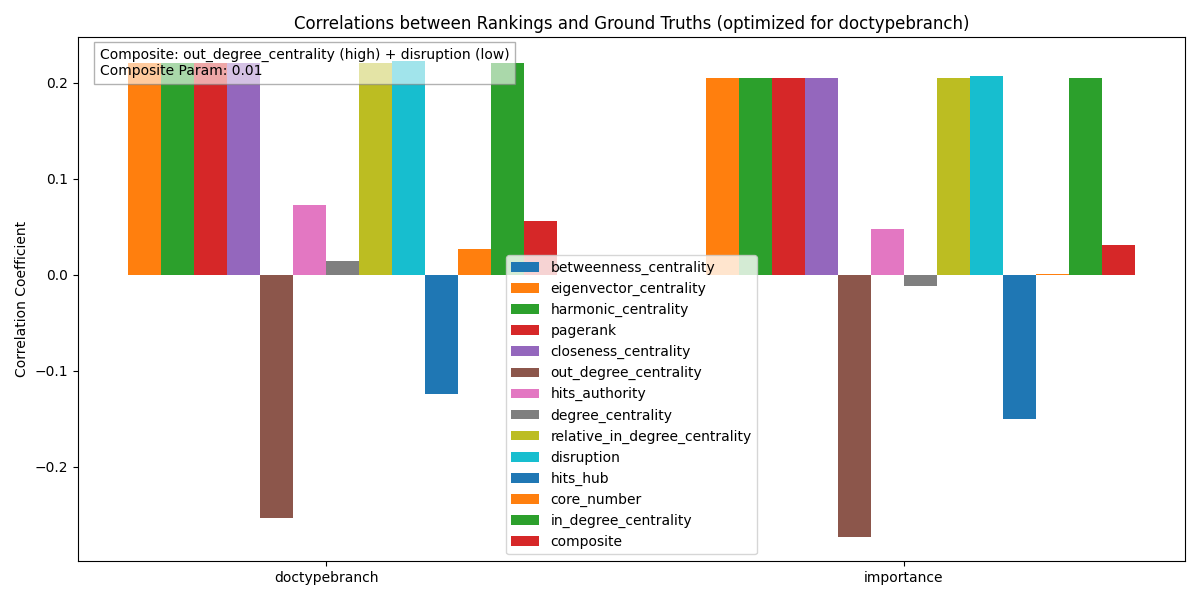 Correlations between Rankings and Ground Truths (optimized for doctypebranch)
Composite: out_degree_centrality (high) + disruption (low)
Composite Param: 0.01
Correlation Coefficient
0.2
0.1
0.0
−0.1
−0.2
betweenness_centrality
eigenvector_centrality
harmonic_centrality
pagerank
closeness_centrality
out_degree_centrality
hits_authority
degree_centrality
relative_in_degree_centrality
disruption
hits_hub
core_number
in_degree_centrality
composite
doctypebranch
importance